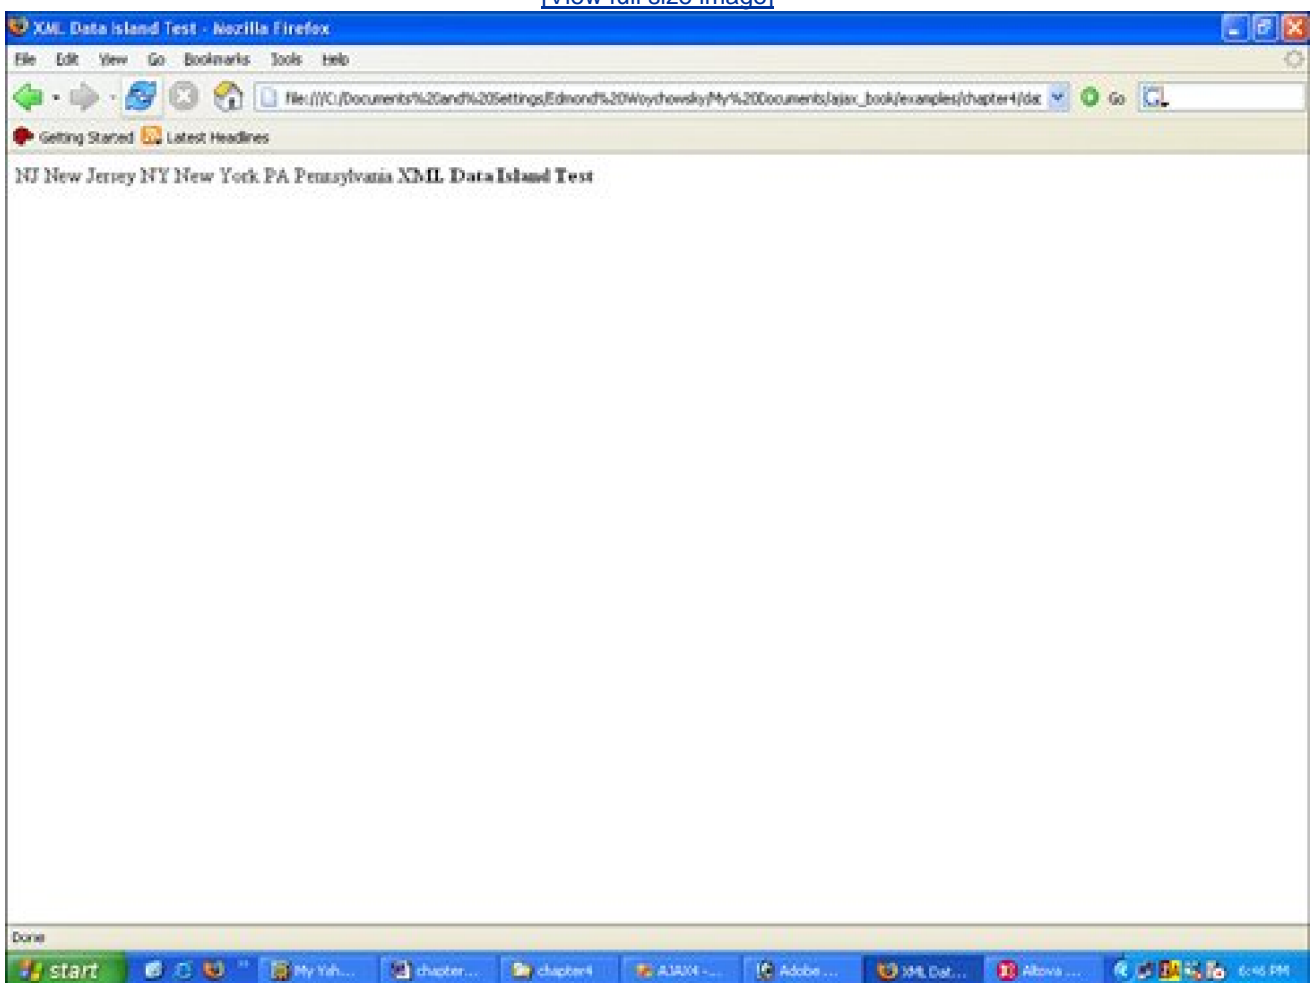 [View full size image]
XML Data Island Test - Mozilla Firefox
File Edit View Go Bookmarks Tools Help
file:///C:/Documents%20and%20Settings/Edmond%20Woychowsky/My%20Documents/ajax_book/examples/chapter4/dat Go
Getting Started Latest Headlines
NJ New Jersey NY New York PA Pennsylvania XML Data Island Test
Done
start My Yah... chapter... chapter4 AJAX4 -... Adobe ... XML Dat... Altova ... 6:46 PM